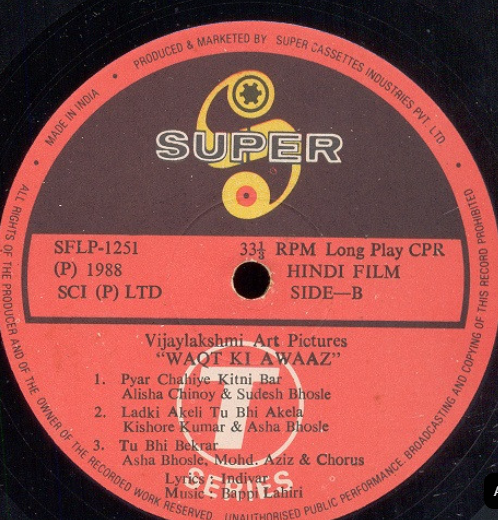 MADE IN INDIA • PRODUCED & MARKETED BY SUPER CASSETTES INDUSTRIES PVT. LTD. •
ALL RIGHTS OF THE PRODUCER AND OF THE OWNER OF THE RECORDED WORK RESERVED. UNAUTHORISED PUBLIC PERFORMANCE, BROADCASTING AND COPYING OF THIS RECORD PROHIBITED
SUPER
SFLP-1251
(P) 1988
SCI (P) LTD
33⅓ RPM Long Play CPR
HINDI FILM
SIDE—B
Vijaylakshmi Art Pictures
"WAQT KI AWAAZ"
1. Pyar Chahiye Kitni Bar
Alisha Chinoy & Sudesh Bhosle
2. Ladki Akeli Tu Bhi Akela
Kishore Kumar & Asha Bhosle
3. Tu Bhi Bekrar
Asha Bhosle, Mohd. Aziz & Chorus
Lyrics : Indivar
Music : Bappi Lahiri
T
SERIES